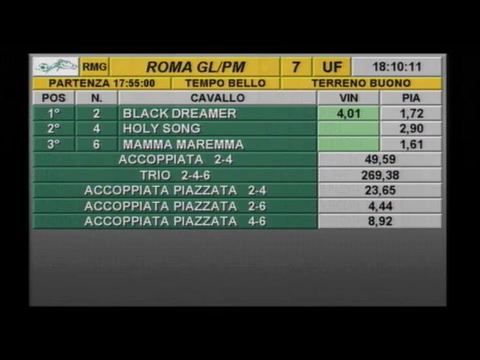 RMG ROMA GL/PM 7 UF 18:10:11
PARTENZA 17:55:00 TEMPO BELLO TERRENO BUONO
POS N. CAVALLO VIN PIA
1º 2 BLACK DREAMER 4,01 1,72
2º 4 HOLY SONG 2,90
3º 6 MAMMA MAREMMA 1,61
ACCOPPIATA 2-4 49,59
TRIO 2-4-6 269,38
ACCOPPIATA PIAZZATA 2-4 23,65
ACCOPPIATA PIAZZATA 2-6 4,44
ACCOPPIATA PIAZZATA 4-6 8,92